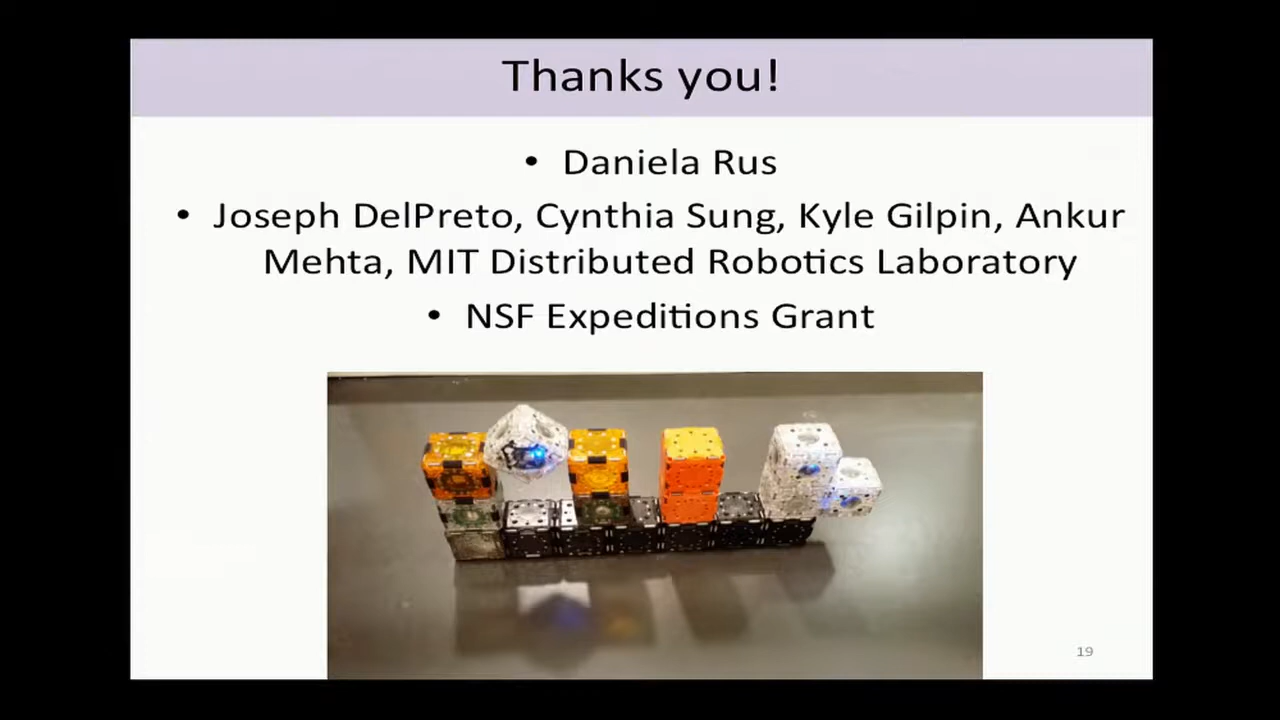 Thanks you!
• Daniela Rus
• Joseph DelPreto, Cynthia Sung, Kyle Gilpin, Ankur
Mehta, MIT Distributed Robotics Laboratory
• NSF Expeditions Grant
19